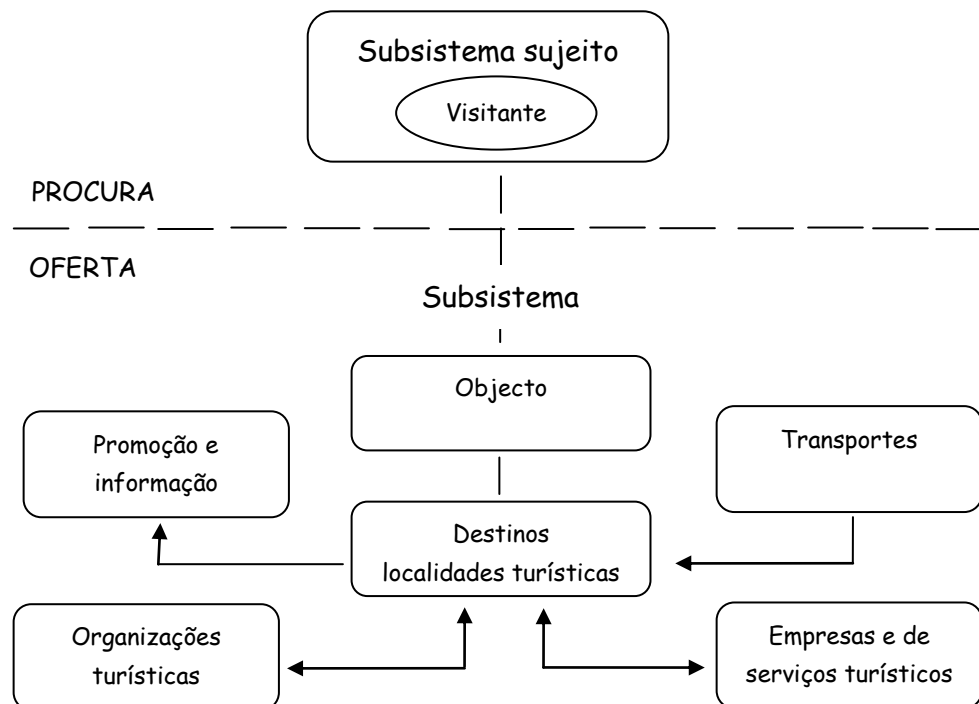 Subsistema sujeito
Visitante
PROCURA
OFERTA
Subsistema
Objecto
Promoção e
informação
Transportes
Destinos
localidades turísticas
Organizações
turísticas
Empresas e de
serviços turísticos